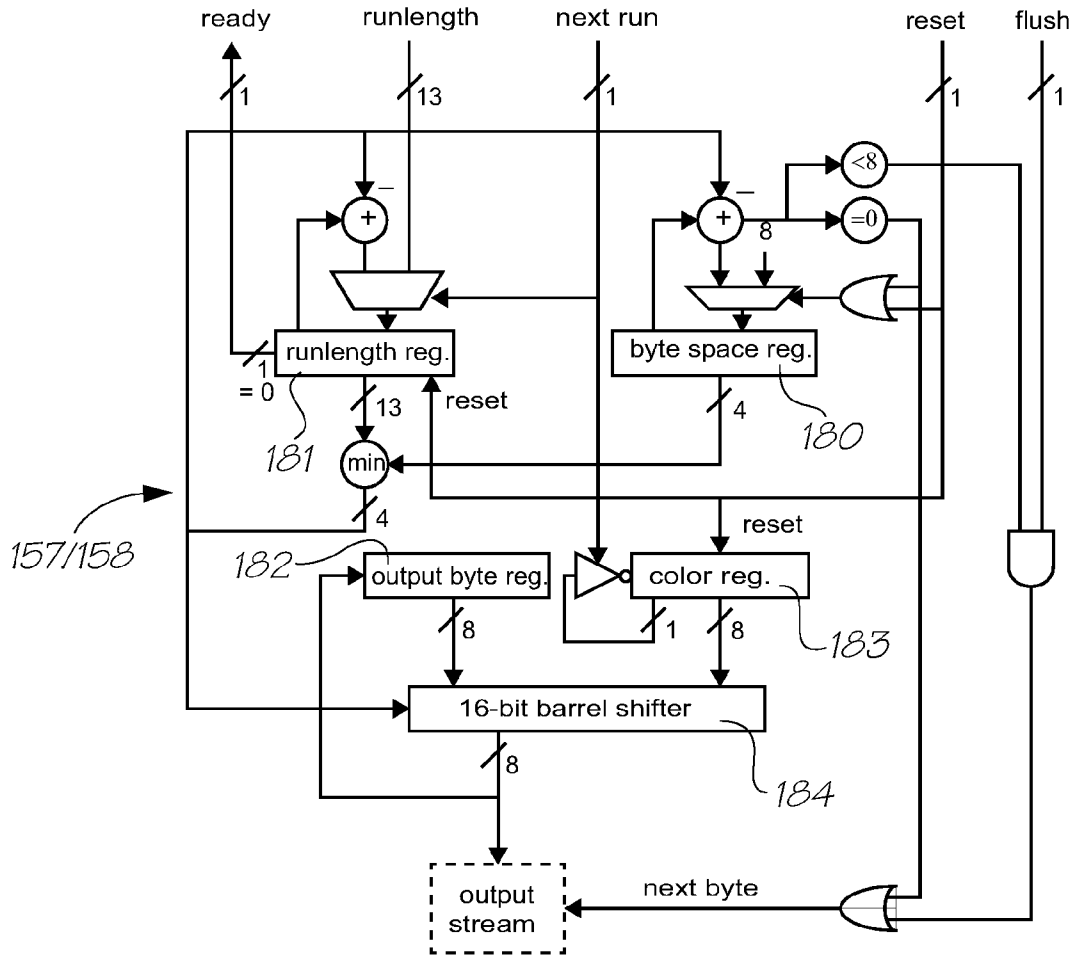 ready
runlength
next run
reset
flush
1
13
1
1
1
−
+
−
+
8
<8
=0
runlength reg.
byte space reg.
1
= 0
181
13
reset
4
180
min
4
reset
157/158
182
output byte reg.
color reg.
8
1
8
183
16-bit barrel shifter
8
184
next byte
output
stream